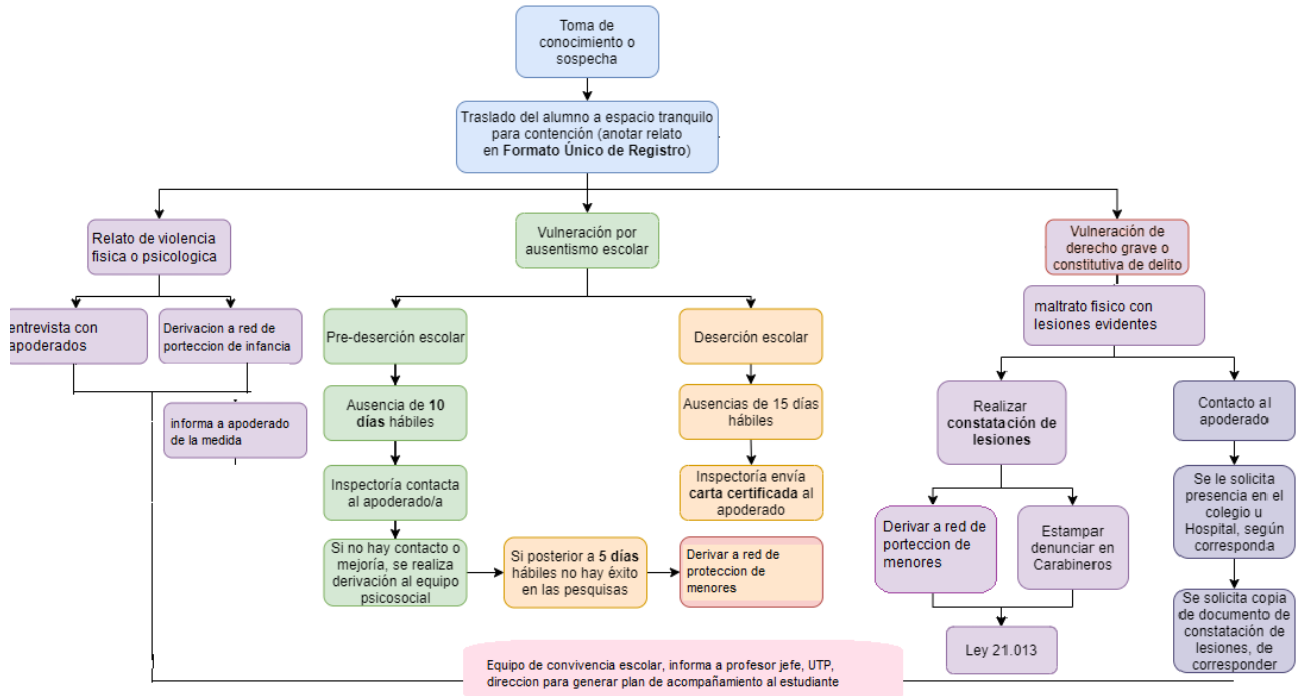 Toma de
conocimiento o
sospecha
Traslado del alumno a espacio tranquilo
para contención (anotar relato
en Formato Único de Registro)
Relato de violencia
fisica o psicologica
Vulneración por
ausentismo escolar
Vulneración de
derecho grave o
constitutiva de delito
entrevista con
apoderados
Derivacion a red de
porteccion de infancia
informa a apoderado
de la medida
Pre-deserción escolar
Ausencia de 10
días hábiles
Inspectoría contacta
al apoderado/a
Si no hay contacto o
mejoría, se realiza
derivación al equipo
psicosocial
Si posterior a 5 días
hábiles no hay éxito
en las pesquisas
Deserción escolar
Ausencias de 15 días
hábiles
Inspectoría envía
carta certificada al
apoderado
Derivar a red de
proteccion de
menores
maltrato fisico con
lesiones evidentes
Realizar
constatación de
lesiones
Derivar a red de
porteccion de
menores
Estampar
denunciar en
Carabineros
Ley 21.013
Contacto al
apoderado
Se le solicita
presencia en el
colegio u
Hospital, según
corresponda
Se solicita copia
de documento de
constatación de
lesiones, de
corresponder
Equipo de convivencia escolar, informa a profesor jefe, UTP,
direccion para generar plan de acompañamiento al estudiante